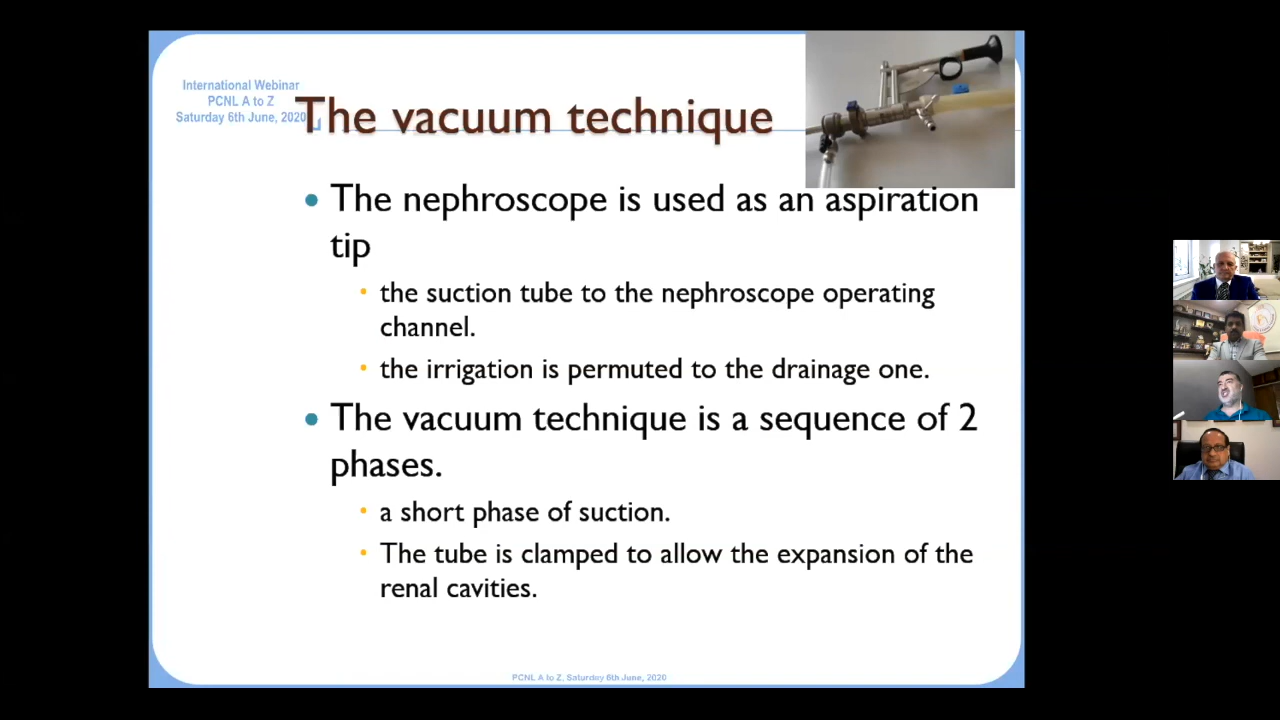 International Webinar
PCNL A to Z
Saturday 6th June, 2020
The vacuum technique
• The nephroscope is used as an aspiration
tip
• the suction tube to the nephroscope operating
channel.
• the irrigation is permuted to the drainage one.
• The vacuum technique is a sequence of 2
phases.
• a short phase of suction.
• The tube is clamped to allow the expansion of the
renal cavities.
PCNL A to Z, Saturday 6th June, 2020